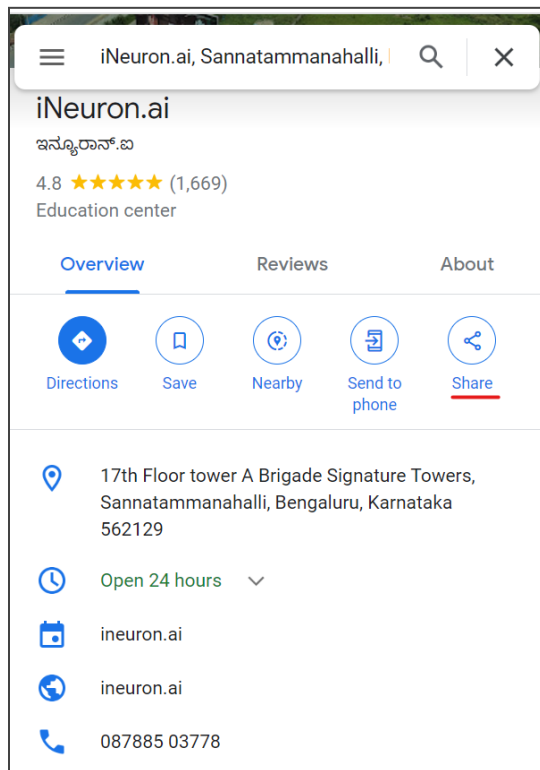 iNeuron.ai, Sannatammanahalli,
iNeuron.ai
ಇನ್ಯೂರಾನ್.ಐ
4.8 ★★★★★ (1,669)
Education center
Overview Reviews About
Directions Save Nearby Send to phone Share
17th Floor tower A Brigade Signature Towers,
Sannatammanahalli, Bengaluru, Karnataka
562129
Open 24 hours
ineuron.ai
ineuron.ai
087885 03778